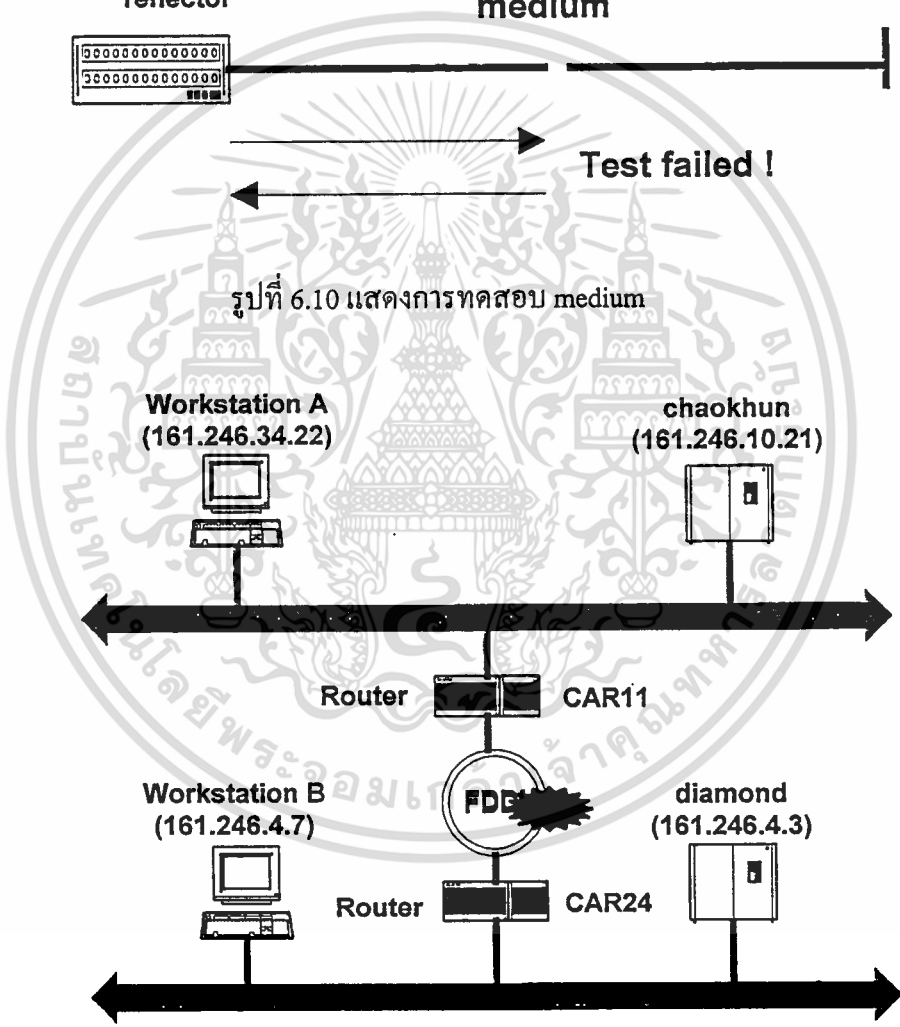 reflector
medium
Test failed !
รูปที่ 6.10 แสดงการทดสอบ medium
Workstation A
(161.246.34.22)
chaokhun
(161.246.10.21)
Router
CAR11
Workstation B
(161.246.4.7)
diamond
(161.246.4.3)
Router
CAR24